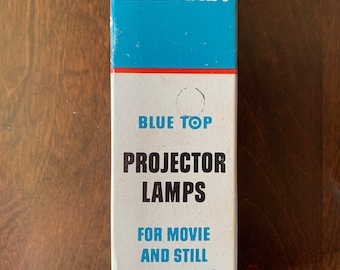 BLUE TOP
PROJECTOR
LAMPS
FOR MOVIE
AND STILL